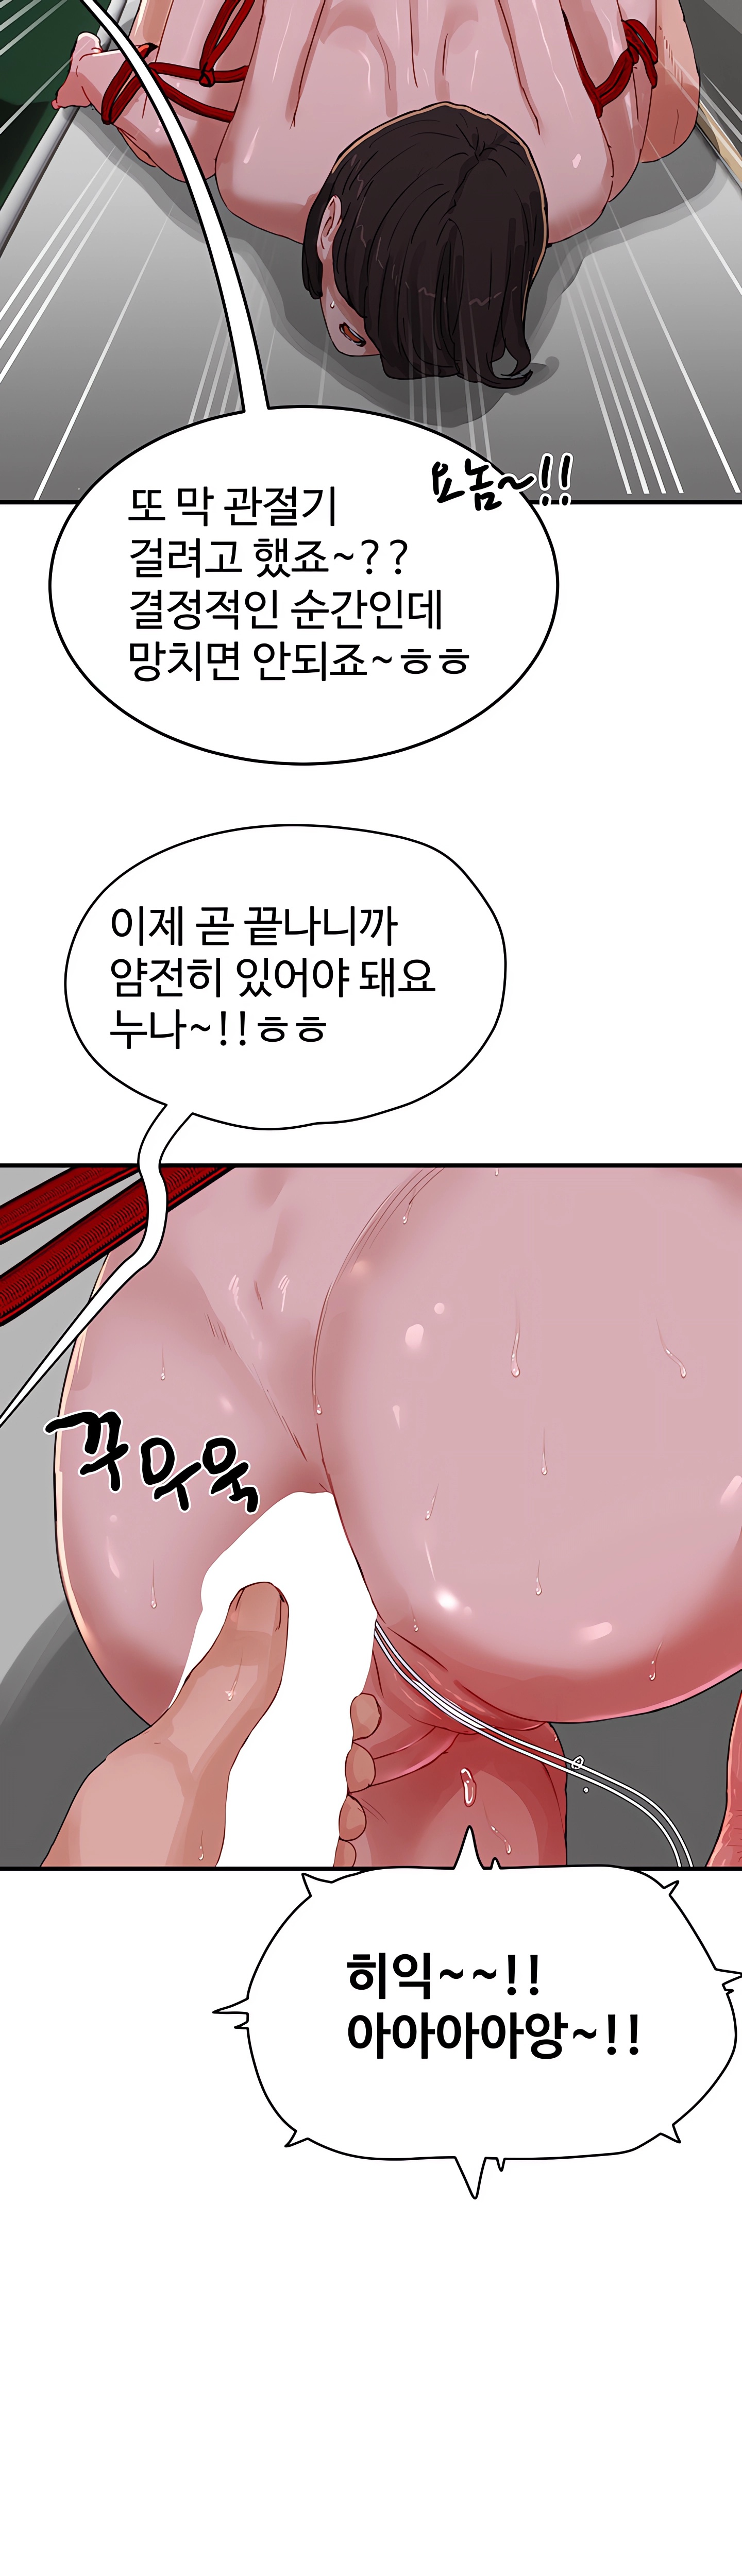 요놈~!!
또 막 관절기
걸려고 했죠~??
결정적인 순간인데
망치면 안되죠~ㅎㅎ
이제 곧 끝나니까
얌전히 있어야 돼요
누나~!!ㅎㅎ
꾸우욱
히익~~!!
아아아아앙~!!